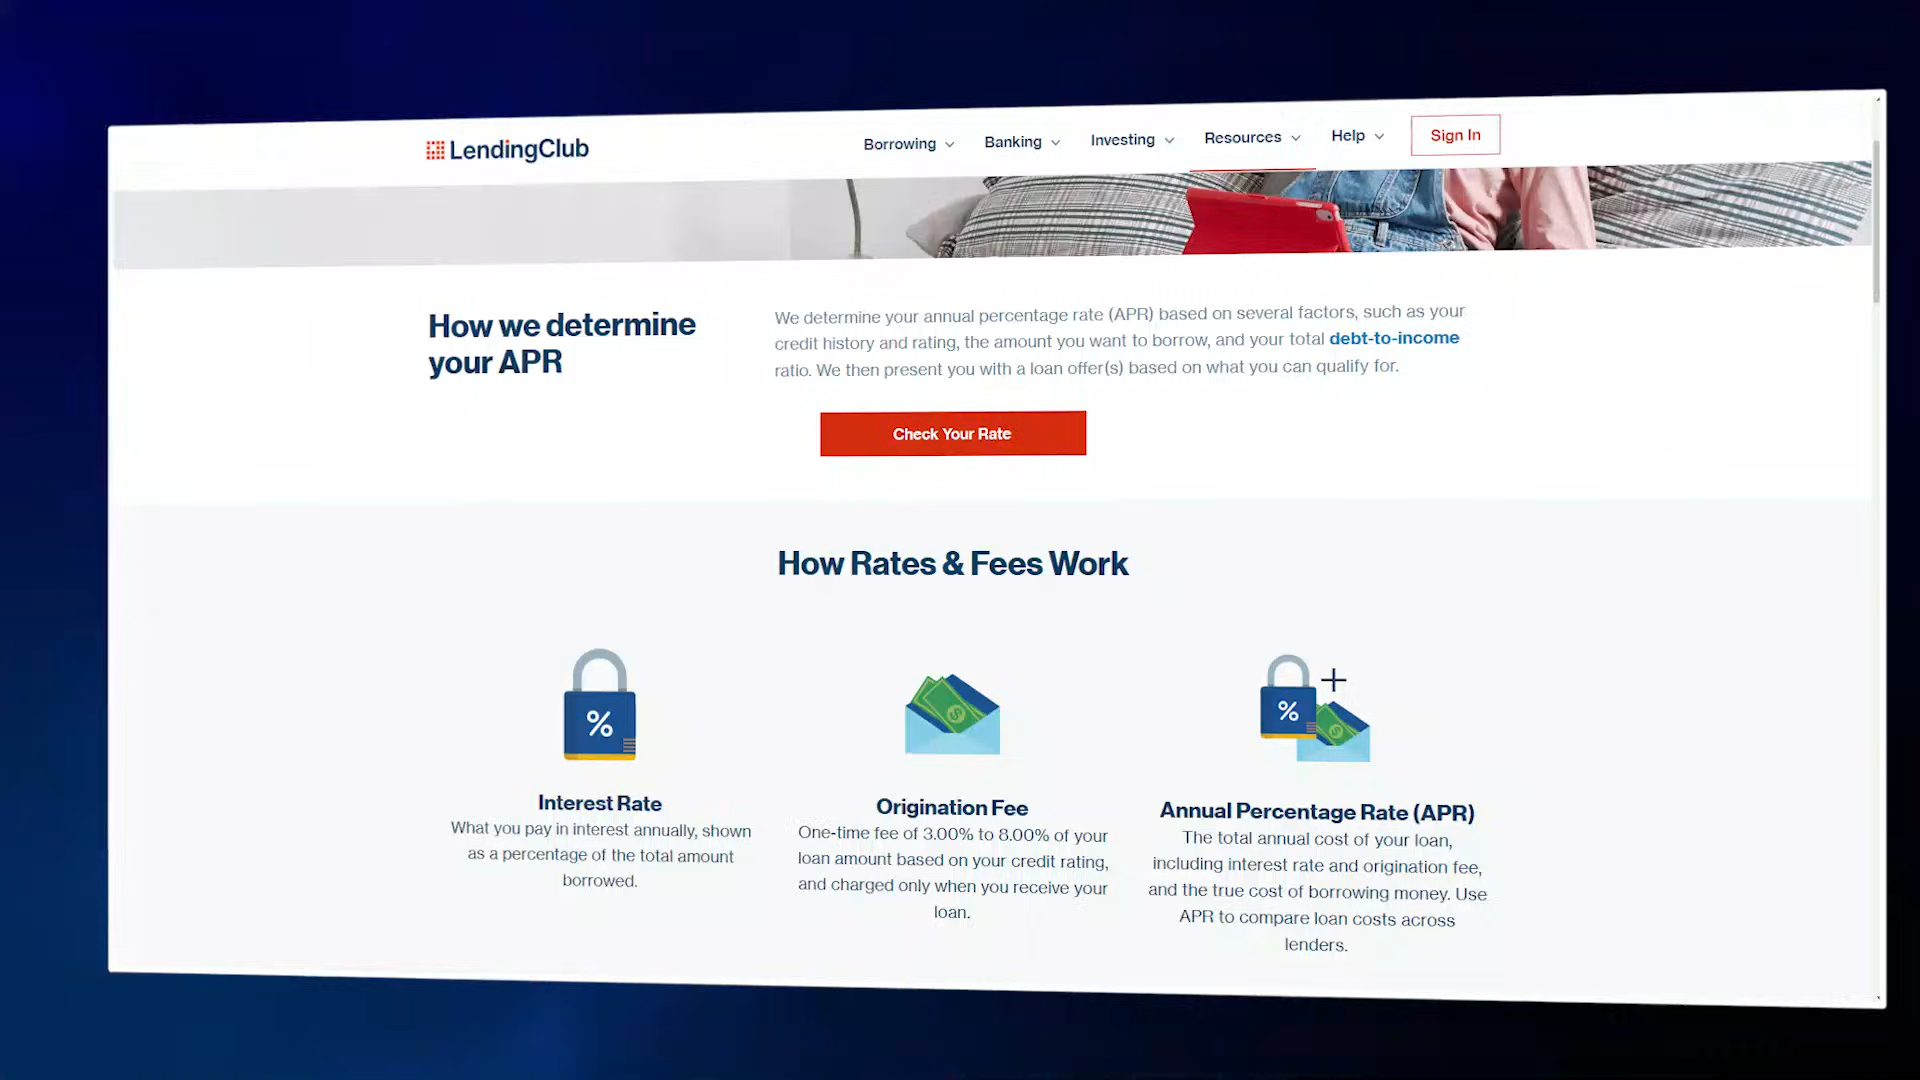 LendingClub
Borrowing
Banking
Investing
Resources
Help
Sign In
How we determine
your APR
We determine your annual percentage rate (APR) based on several factors, such as your
credit history and rating, the amount you want to borrow, and your total debt-to-income
ratio. We then present you with a loan offer(s) based on what you can qualify for.
Check Your Rate
How Rates & Fees Work
%
Interest Rate
What you pay in interest annually, shown
as a percentage of the total amount
borrowed.
$
Origination Fee
One-time fee of 3.00% to 8.00% of your
loan amount based on your credit rating,
and charged only when you receive your
loan.
% + $
Annual Percentage Rate (APR)
The total annual cost of your loan,
including interest rate and origination fee,
and the true cost of borrowing money. Use
APR to compare loan costs across
lenders.